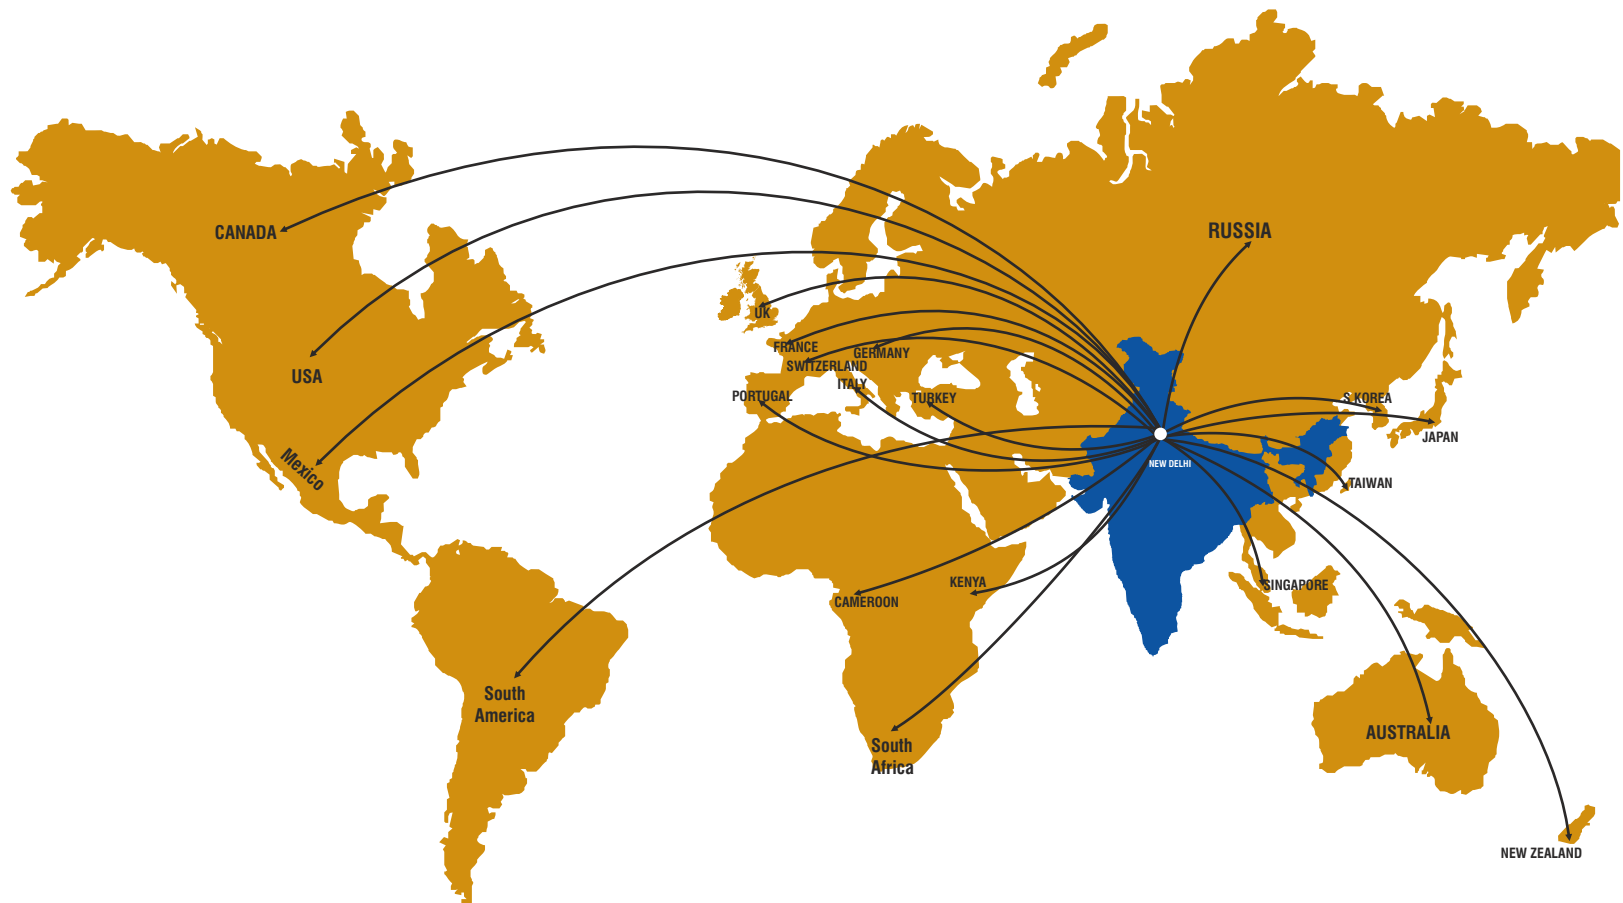 CANADA
RUSSIA
UK
FRANCE
GERMANY
SWITZERLAND
USA
ITALY
PORTUGAL
TURKEY
S KOREA
JAPAN
Mexico
NEW DELHI
TAIWAN
KENYA
SINGAPORE
CAMEROON
South
America
AUSTRALIA
South
Africa
NEW ZEALAND